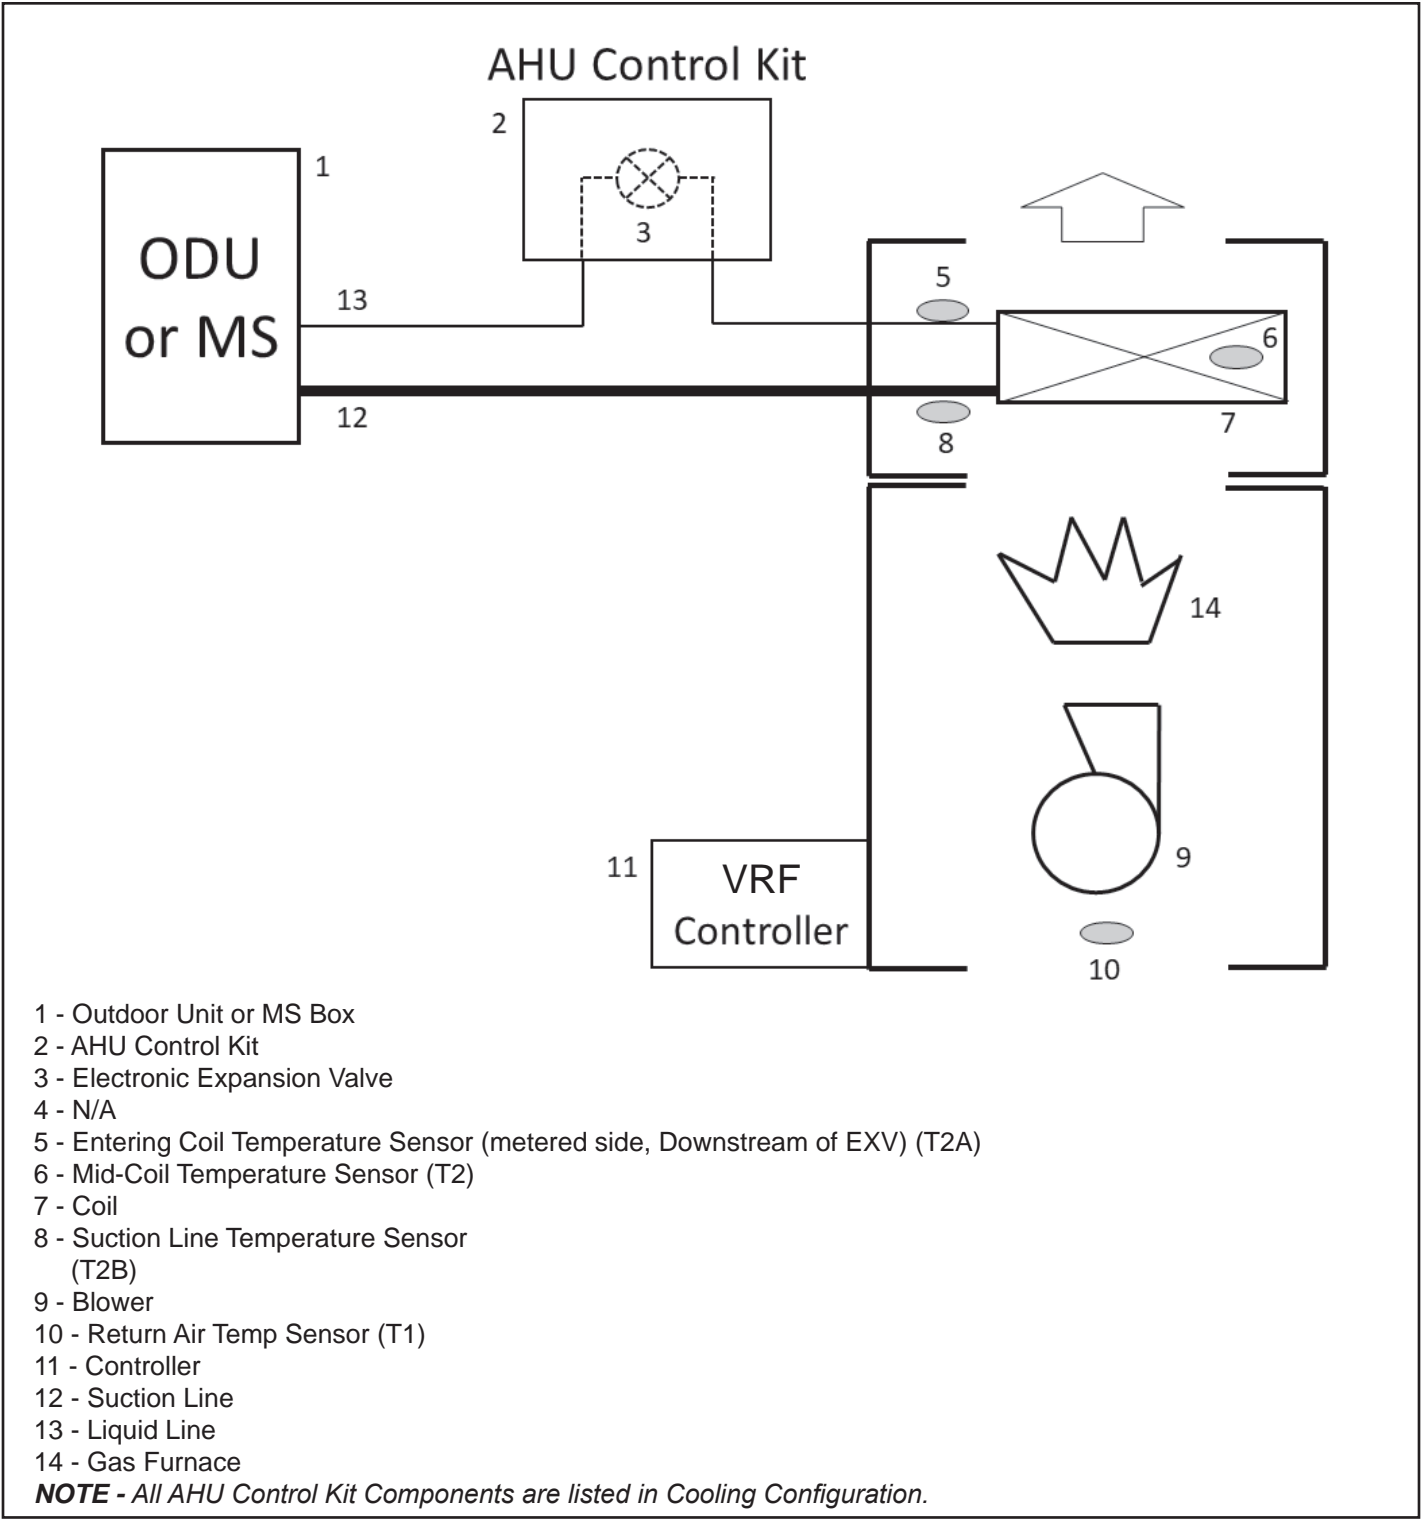 AHU Control Kit
2
1
3
ODU
or MS
13
12
5
6
7
8
14
9
11
VRF
Controller
10
1 - Outdoor Unit or MS Box
2 - AHU Control Kit
3 - Electronic Expansion Valve
4 - N/A
5 - Entering Coil Temperature Sensor (metered side, Downstream of EXV) (T2A)
6 - Mid-Coil Temperature Sensor (T2)
7 - Coil
8 - Suction Line Temperature Sensor
(T2B)
9 - Blower
10 - Return Air Temp Sensor (T1)
11 - Controller
12 - Suction Line
13 - Liquid Line
14 - Gas Furnace
NOTE - All AHU Control Kit Components are listed in Cooling Configuration.